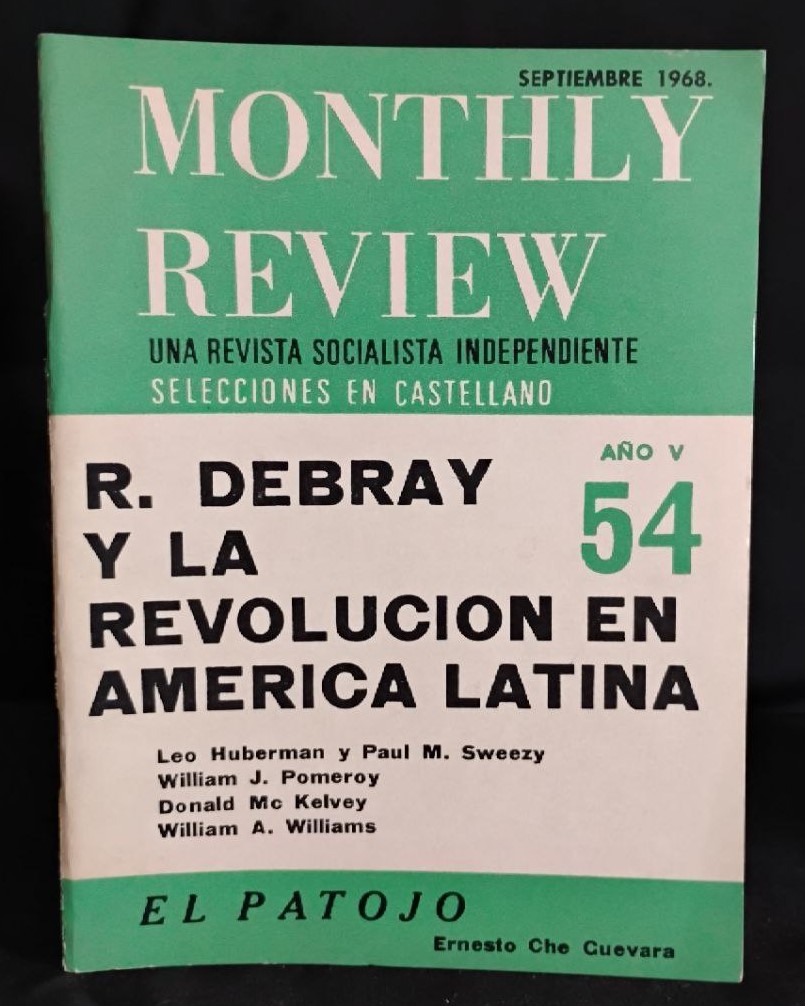 SEPTIEMBRE 1968.
MONTHLY
REVIEW
UNA REVISTA SOCIALISTA INDEPENDIENTE
SELECCIONES EN CASTELLANO
AÑO V
54
R. DEBRAY
Y LA
REVOLUCION EN
AMERICA LATINA
Leo Huberman y Paul M. Sweezy
William J. Pomeroy
Donald Mc Kelvey
William A. Williams
EL PATOJO
Ernesto Che Guevara